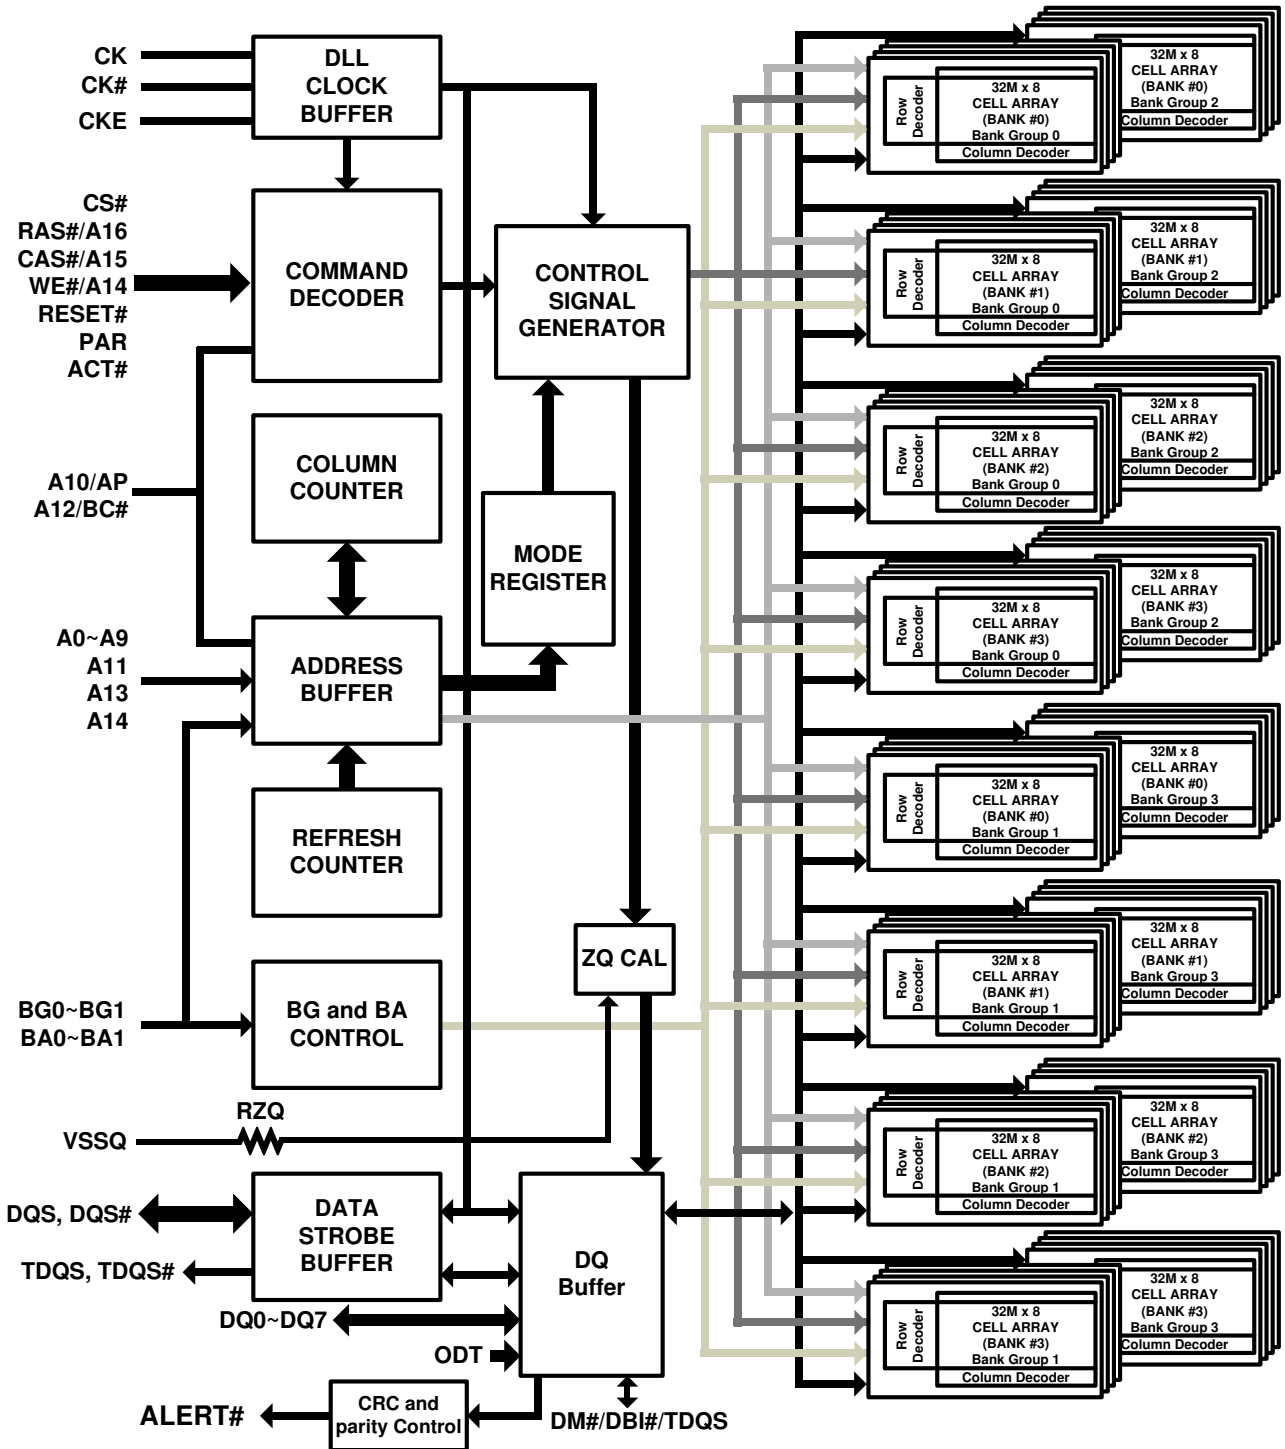 CK
CK#
CKE
DLL
CLOCK
BUFFER
CS#
RAS#/A16
CAS#/A15
WE#/A14
RESET#
PAR
ACT#
COMMAND
DECODER
CONTROL
SIGNAL
GENERATOR
A10/AP
A12/BC#
COLUMN
COUNTER
MODE
REGISTER
A0~A9
A11
A13
A14
ADDRESS
BUFFER
REFRESH
COUNTER
ZQ CAL
BG0~BG1
BA0~BA1
BG and BA
CONTROL
RZQ
VSSQ
DQS, DQS#
TDQS, TDQS#
DATA
STROBE
BUFFER
DQ
Buffer
DQ0~DQ7
ODT
ALERT#
CRC and
parity Control
DM#/DBI#/TDQS
32M x 8
CELL ARRAY
(BANK #0)
Bank Group 2
Column Decoder
Row
Decoder
32M x 8
CELL ARRAY
(BANK #0)
Bank Group 0
Column Decoder
32M x 8
CELL ARRAY
(BANK #1)
Bank Group 2
Column Decoder
Row
Decoder
32M x 8
CELL ARRAY
(BANK #1)
Bank Group 0
Column Decoder
32M x 8
CELL ARRAY
(BANK #2)
Bank Group 2
Column Decoder
Row
Decoder
32M x 8
CELL ARRAY
(BANK #2)
Bank Group 0
Column Decoder
32M x 8
CELL ARRAY
(BANK #3)
Bank Group 2
Column Decoder
Row
Decoder
32M x 8
CELL ARRAY
(BANK #3)
Bank Group 0
Column Decoder
32M x 8
CELL ARRAY
(BANK #0)
Bank Group 3
Column Decoder
Row
Decoder
32M x 8
CELL ARRAY
(BANK #0)
Bank Group 1
Column Decoder
32M x 8
CELL ARRAY
(BANK #1)
Bank Group 3
Column Decoder
Row
Decoder
32M x 8
CELL ARRAY
(BANK #1)
Bank Group 1
Column Decoder
32M x 8
CELL ARRAY
(BANK #2)
Bank Group 3
Column Decoder
Row
Decoder
32M x 8
CELL ARRAY
(BANK #2)
Bank Group 1
Column Decoder
32M x 8
CELL ARRAY
(BANK #3)
Bank Group 3
Column Decoder
Row
Decoder
32M x 8
CELL ARRAY
(BANK #3)
Bank Group 1
Column Decoder